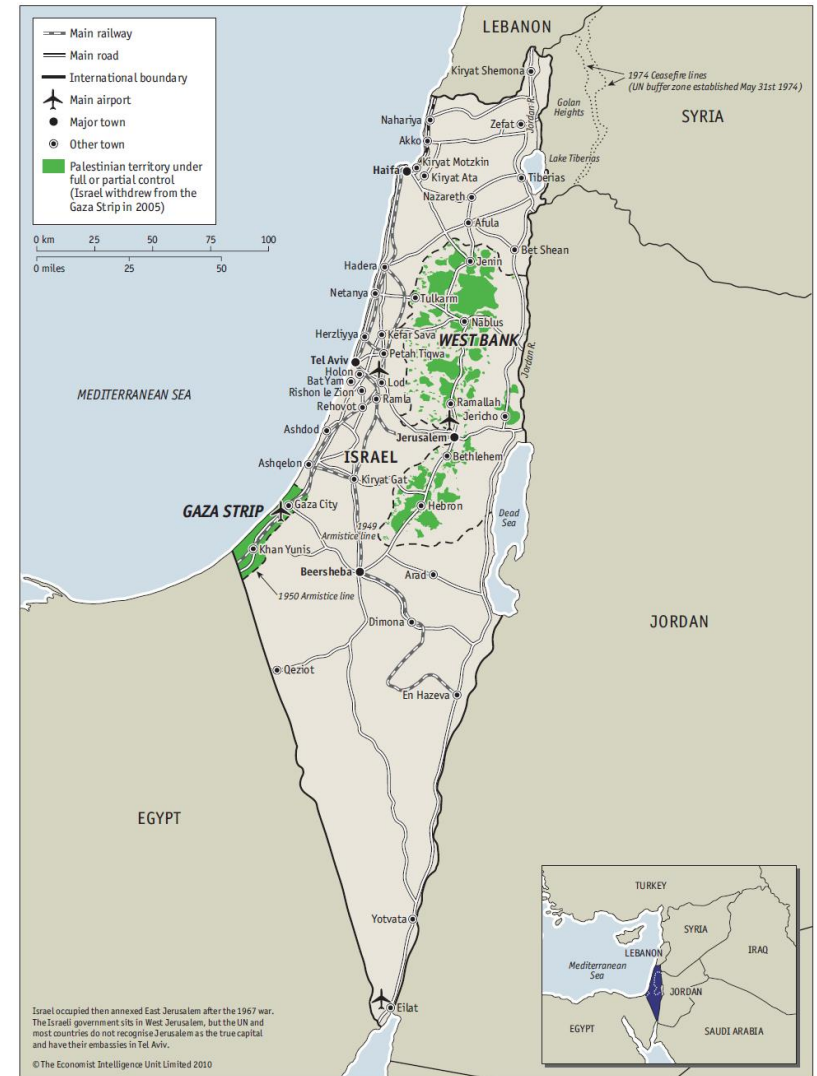 Main railway
Main road
International boundary
Main airport
Major town
Other town
Palestinian territory under
full or partial control
(Israel withdrew from the
Gaza Strip in 2005)
0 km 25 50 75 100
0 miles 25 50
LEBANON
Kiryat Shemona
1974 Ceasefire lines
(UN buffer zone established May 31st 1974)
Golan
Heights
SYRIA
Jordan R.
Nahariya
Zefat
Akko
Lake Tiberias
Kiryat Motzkin
Haifa
Kiryat Ata
Tiberias
Nazareth
Afula
Bet Shean
Hadera
Jenin
Netanya
Tulkarm
Nablus
Herzliyya
Kefar Sava
WEST BANK
Jordan R.
Petah Tiqwa
Tel Aviv
Holon
Bat Yam
Lod
Rishon le Zion
Ramla
Rehovot
Ramallah
Jericho
MEDITERRANEAN SEA
Ashdod
Jerusalem
ISRAEL
Bethlehem
Ashqelon
Kiryat Gat
GAZA STRIP
Gaza City
Hebron
Dead
Sea
1949
Armistice line
Khan Yunis
Beersheba
Arad
1950 Armistice line
Dimona
JORDAN
Qeziot
En Hazeva
EGYPT
Yotvata
Eilat
TURKEY
SYRIA
LEBANON
IRAQ
Mediterranean
Sea
JORDAN
EGYPT
SAUDI ARABIA
Israel occupied then annexed East Jerusalem after the 1967 war.
The Israeli government sits in West Jerusalem, but the UN and
most countries do not recognise Jerusalem as the true capital
and have their embassies in Tel Aviv.
© The Economist Intelligence Unit Limited 2010